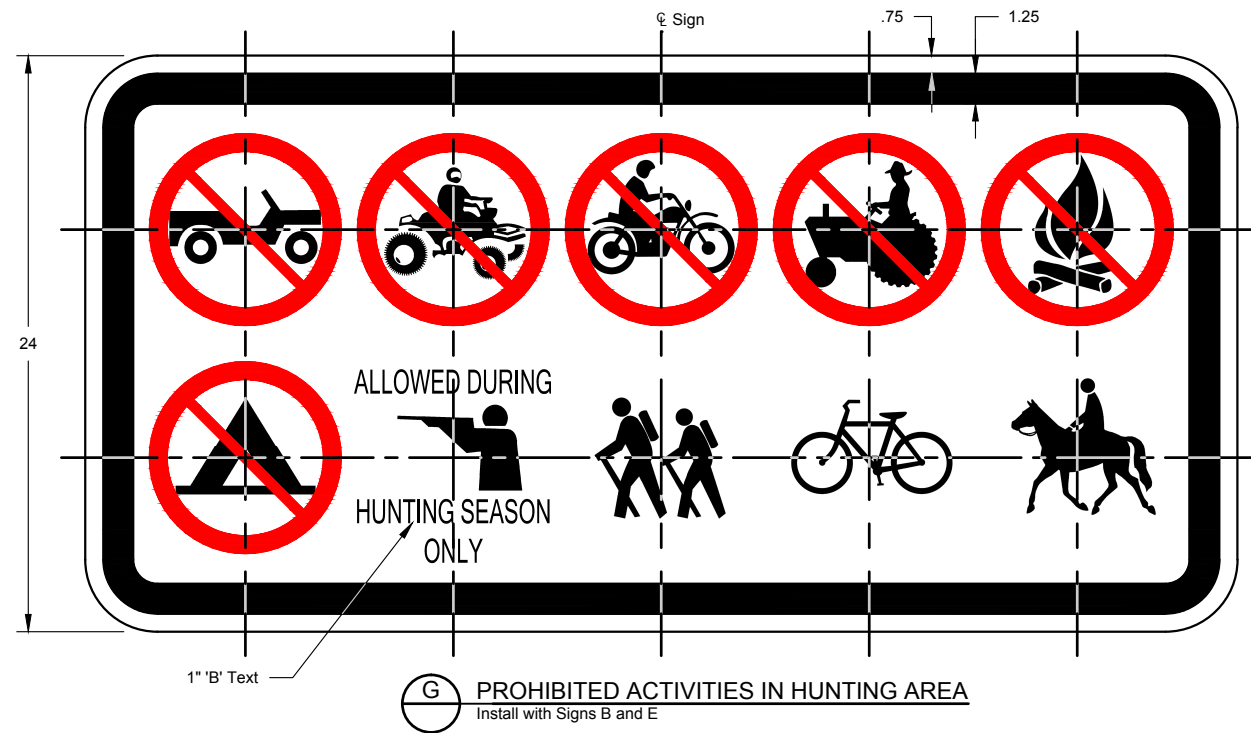 ℄ Sign
.75
1.25
24
ALLOWED DURING
HUNTING SEASON
ONLY
1" 'B' Text
G
PROHIBITED ACTIVITIES IN HUNTING AREA
Install with Signs B and E